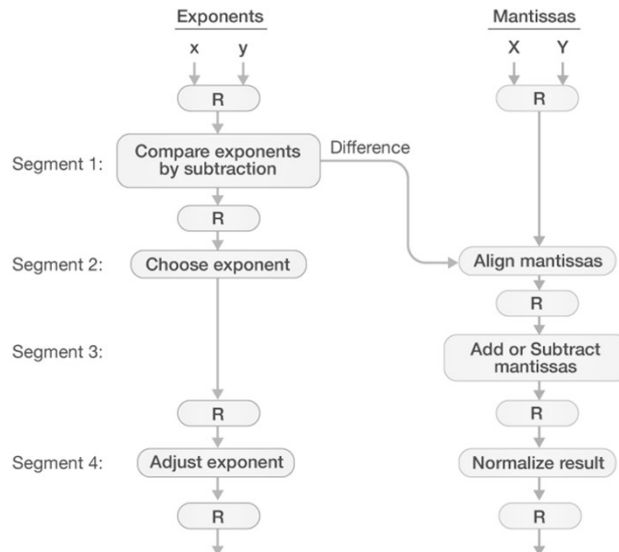 Exponents
Mantissas
x y
X Y
R
R
Segment 1:
Compare exponents
by subtraction
Difference
R
Segment 2:
Choose exponent
Align mantissas
R
Segment 3:
Add or Subtract
mantissas
R
R
Segment 4:
Adjust exponent
Normalize result
R
R